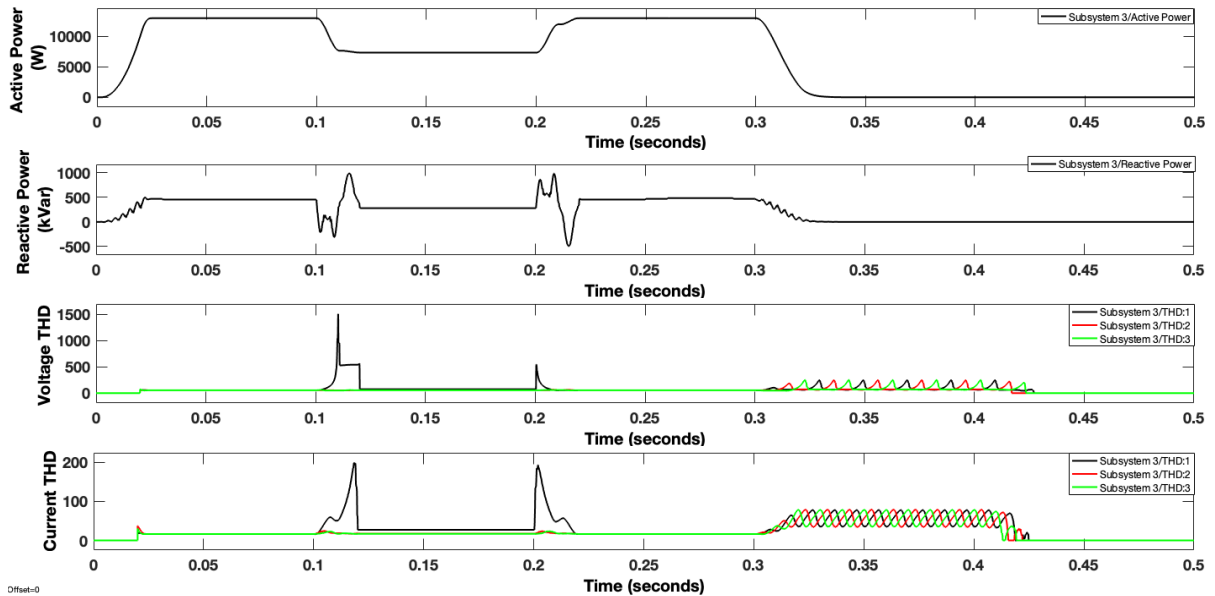 Active Power
(W)
10000
5000
0
Subsystem 3/Active Power
0 0.05 0.1 0.15 0.2 0.25 0.3 0.35 0.4 0.45 0.5
Time (seconds)
Reactive Power
(kVar)
1000
500
0
-500
Subsystem 3/Reactive Power
0 0.05 0.1 0.15 0.2 0.25 0.3 0.35 0.4 0.45 0.5
Time (seconds)
Voltage THD
1500
1000
500
0
Subsystem 3/THD:1
Subsystem 3/THD:2
Subsystem 3/THD:3
0 0.05 0.1 0.15 0.2 0.25 0.3 0.35 0.4 0.45 0.5
Time (seconds)
Current THD
200
100
0
Subsystem 3/THD:1
Subsystem 3/THD:2
Subsystem 3/THD:3
0 0.05 0.1 0.15 0.2 0.25 0.3 0.35 0.4 0.45 0.5
Time (seconds)
Offset=0